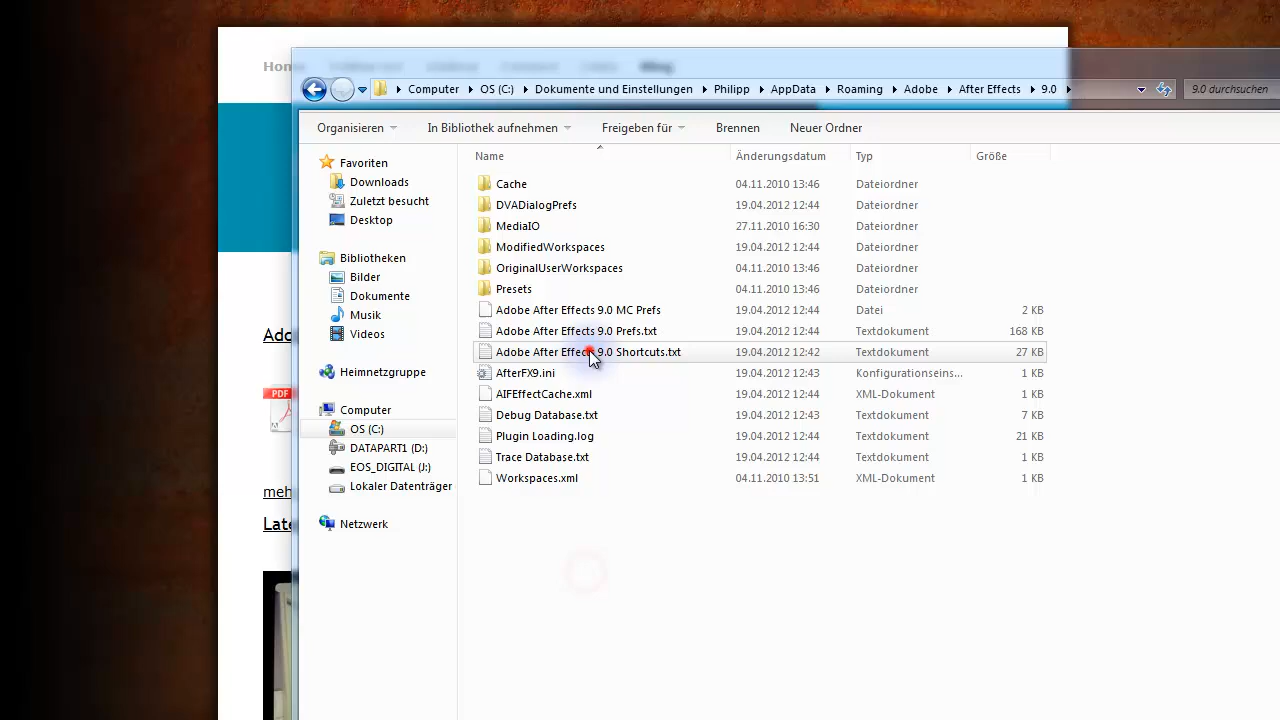 Home
Blog
Computer OS (C:) Dokumente und Einstellungen Philipp AppData Roaming Adobe After Effects 9.0
9.0 durchsuchen
Organisieren In Bibliothek aufnehmen Freigeben für Brennen Neuer Ordner
Name Änderungsdatum Typ Größe
Favoriten
Downloads
Zuletzt besucht
Desktop
Bibliotheken
Bilder
Dokumente
Musik
Videos
Heimnetzgruppe
Computer
OS (C:)
DATAPART1 (D:)
EOS_DIGITAL (J:)
Lokaler Datenträger
Netzwerk
Cache 04.11.2010 13:46 Dateiordner
DVADialogPrefs 19.04.2012 12:44 Dateiordner
MediaIO 27.11.2010 16:30 Dateiordner
ModifiedWorkspaces 19.04.2012 12:44 Dateiordner
OriginalUserWorkspaces 04.11.2010 13:46 Dateiordner
Presets 04.11.2010 13:46 Dateiordner
Adobe After Effects 9.0 MC Prefs 19.04.2012 12:44 Datei 2 KB
Adobe After Effects 9.0 Prefs.txt 19.04.2012 12:44 Textdokument 168 KB
Adobe After Effects 9.0 Shortcuts.txt 19.04.2012 12:42 Textdokument 27 KB
AfterFX9.ini 19.04.2012 12:43 Konfigurationseins... 1 KB
AIFEffectCache.xml 19.04.2012 12:44 XML-Dokument 1 KB
Debug Database.txt 19.04.2012 12:43 Textdokument 7 KB
Plugin Loading.log 19.04.2012 12:44 Textdokument 21 KB
Trace Database.txt 19.04.2012 12:44 Textdokument 1 KB
Workspaces.xml 04.11.2010 13:51 XML-Dokument 1 KB
Ado
PDF
meh
Late